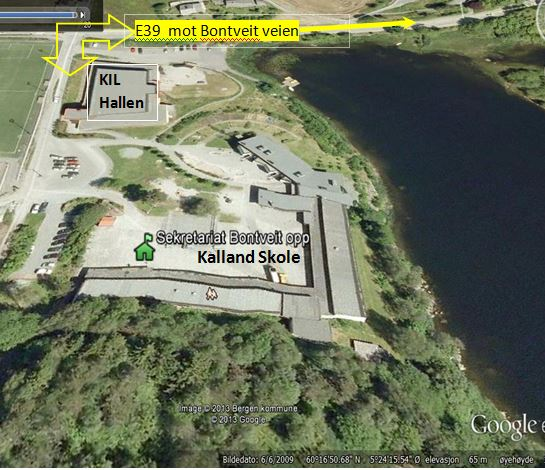 E39 mot Bontveit veien
KIL
Hallen
Sekretariat Bontveit opp
Kalland Skole
Image © 2013 Bergen kommune
© 2013 Google
Google e
Bildedato: 6/6/2009 60°16'50.68" N 5°24'15.54" Ø elevasjon 65 m øyehøyde